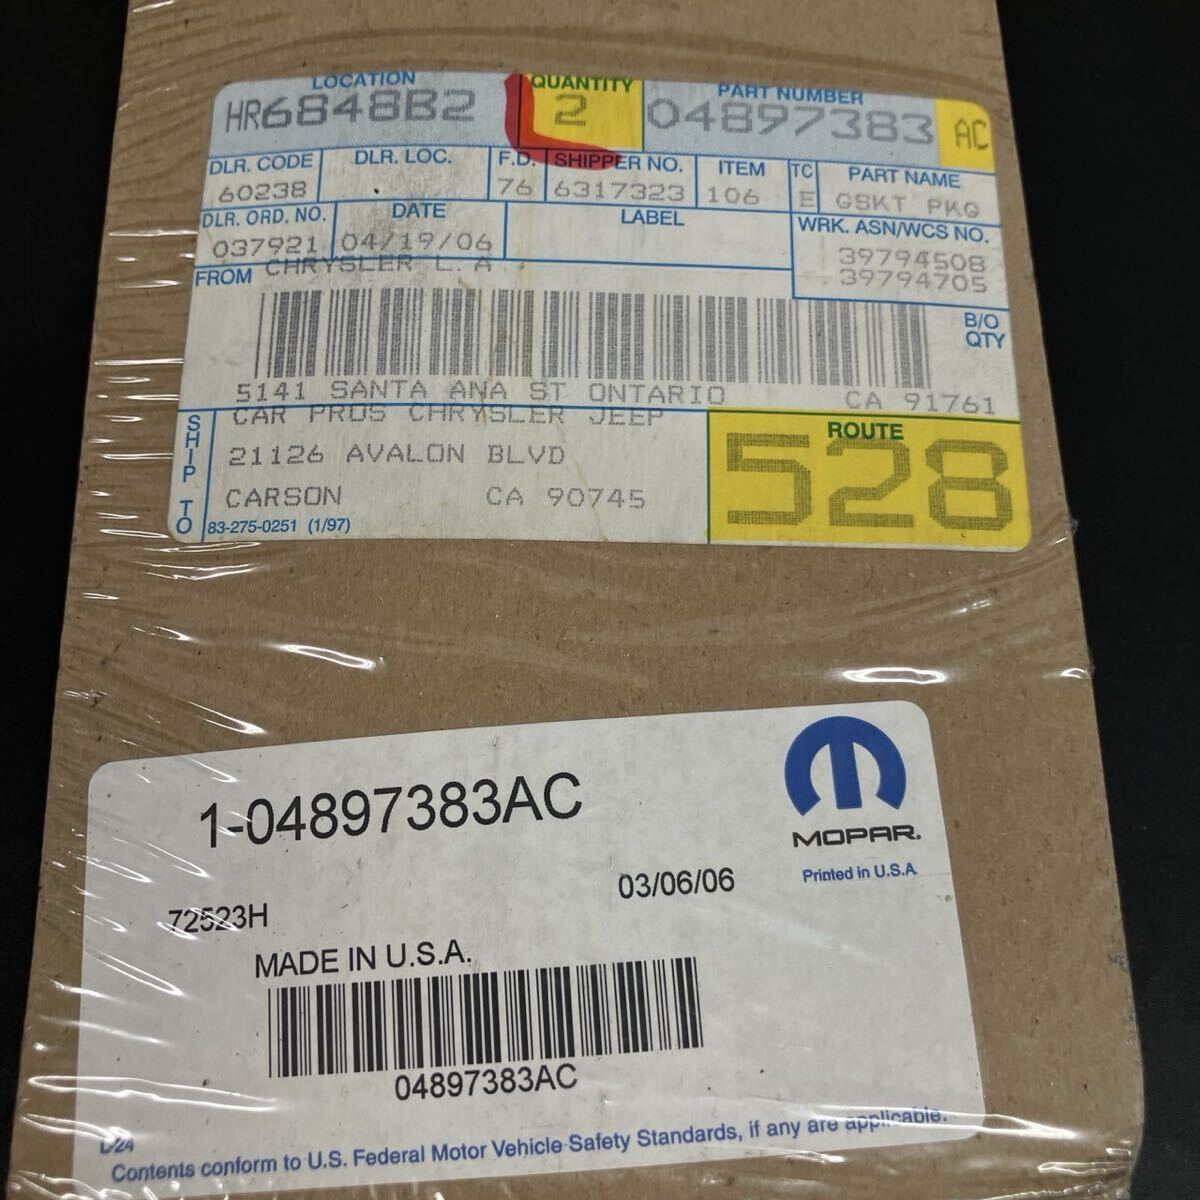 LOCATION QUANTITY PART NUMBER
HR6848B2 2 04897383 AC
DLR. CODE DLR. LOC. F.D. SHIPPER NO. ITEM TC PART NAME
60238 76 6317323 106 E GSKT PKG
DLR. ORD. NO. DATE LABEL WRK. ASN/WCS NO.
037921 04/19/06 39794508
39794705
FROM CHRYSLER L.A
B/O
QTY
5141 SANTA ANA ST ONTARIO CA 91761
SHIP TO
CAR PROS CHRYSLER JEEP
21126 AVALON BLVD
CARSON CA 90745
83-275-0251 (1/97)
ROUTE
528
1-04897383AC
MOPAR.
Printed in U.S.A.
03/06/06
72523H
MADE IN U.S.A.
04897383AC
L24
Contents conform to U.S. Federal Motor Vehicle Safety Standards, if any are applicable.